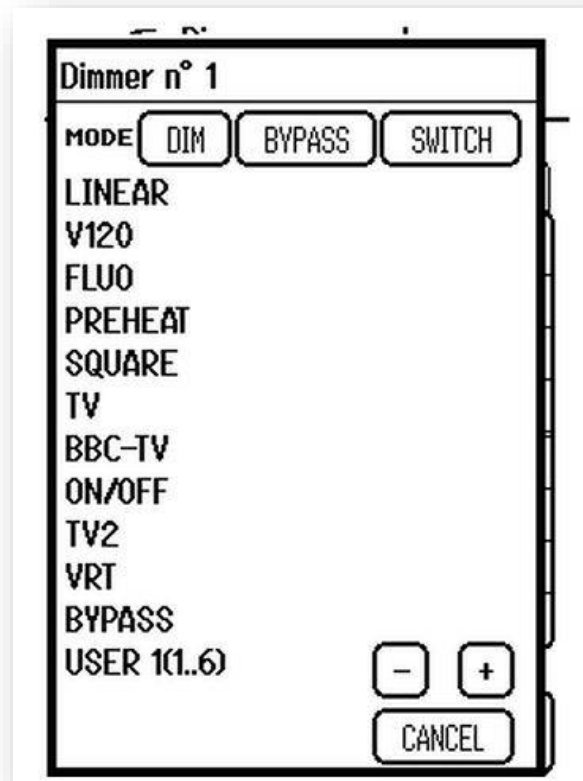 Dimmer n° 1
MODE DIM BYPASS SWITCH
LINEAR
V120
FLUO
PREHEAT
SQUARE
TV
BBC-TV
ON/OFF
TV2
VRT
BYPASS
USER 1(1..6) - +
CANCEL